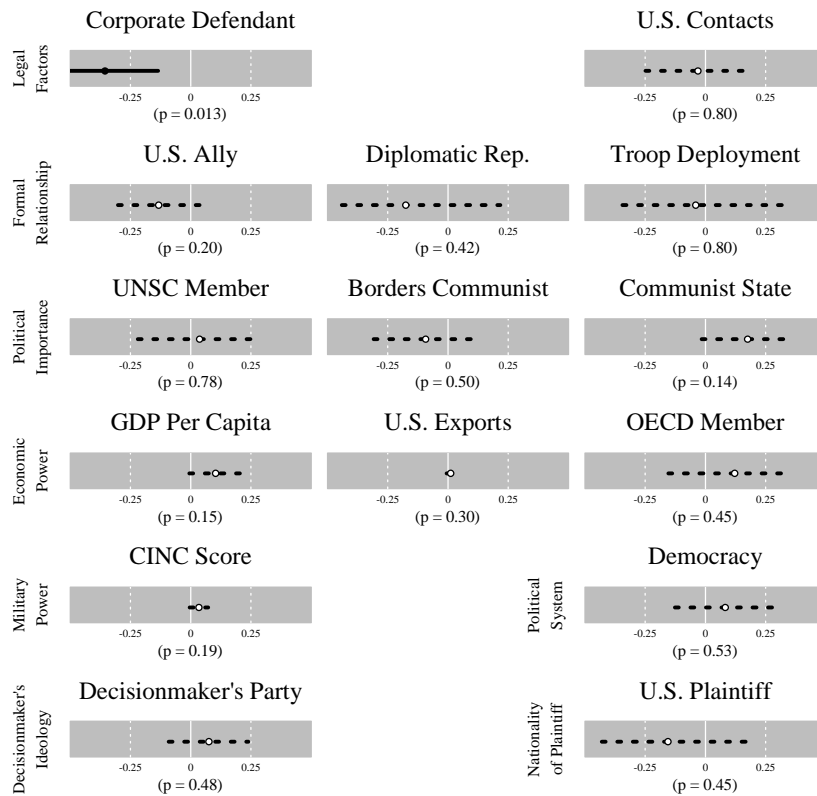 Corporate Defendant
U.S. Contacts
Legal
Factors
-0.25 0 0.25
-0.25 0 0.25
(p = 0.013)
(p = 0.80)
U.S. Ally
Diplomatic Rep.
Troop Deployment
Formal
Relationship
-0.25 0 0.25
-0.25 0 0.25
-0.25 0 0.25
(p = 0.20)
(p = 0.42)
(p = 0.80)
UNSC Member
Borders Communist
Communist State
Political
Importance
-0.25 0 0.25
-0.25 0 0.25
-0.25 0 0.25
(p = 0.78)
(p = 0.50)
(p = 0.14)
GDP Per Capita
U.S. Exports
OECD Member
Economic
Power
-0.25 0 0.25
-0.25 0 0.25
-0.25 0 0.25
(p = 0.15)
(p = 0.30)
(p = 0.45)
CINC Score
Democracy
Military
Power
Political
System
-0.25 0 0.25
-0.25 0 0.25
(p = 0.19)
(p = 0.53)
Decisionmaker's Party
U.S. Plaintiff
Decisionmaker's
Ideology
Nationality
of Plaintiff
-0.25 0 0.25
-0.25 0 0.25
(p = 0.48)
(p = 0.45)